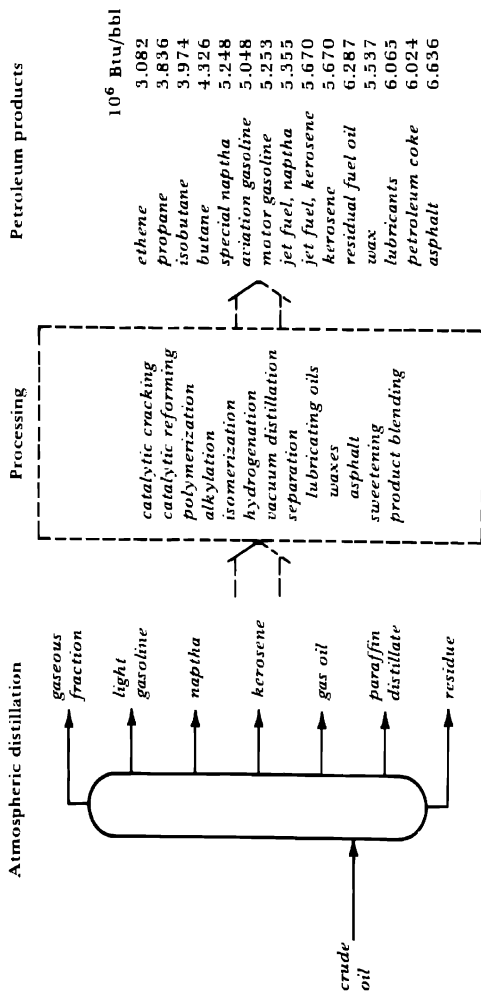 Atmospheric distillation
crude
oil
gaseous
fraction
light
gasoline
naptha
kerosene
gas oil
paraffin
distillate
residue
Processing
catalytic cracking
catalytic reforming
polymerization
alkylation
isomerization
hydrogenation
vacuum distillation
separation
lubricating oils
waxes
asphalt
sweetening
product blending
Petroleum products
10⁶ Btu/bbl
ethene 3.082
propane 3.836
isobutane 3.974
butane 4.326
special naptha 5.248
aviation gasoline 5.048
motor gasoline 5.253
jet fuel, naptha 5.355
jet fuel, kerosene 5.670
kerosene 5.670
residual fuel oil 6.287
wax 5.537
lubricants 6.065
petroleum coke 6.024
asphalt 6.636